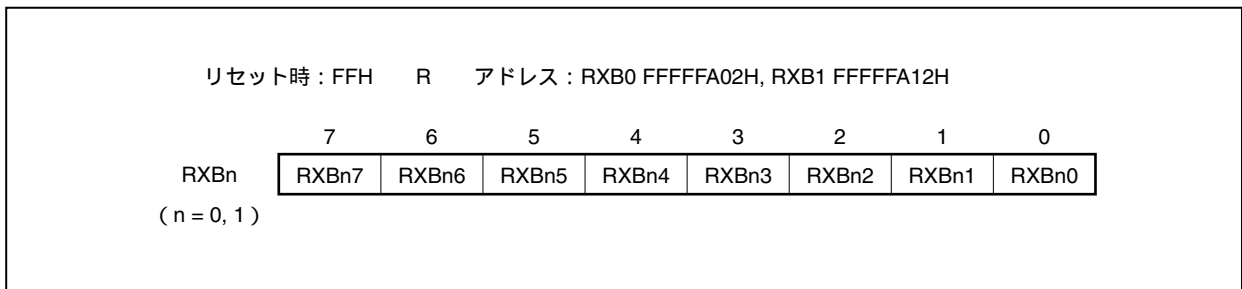 リセット時：FFH　R　アドレス：RXB0 FFFFFA02H, RXB1 FFFFFA12H
7 6 5 4 3 2 1 0
RXBn RXBn7 RXBn6 RXBn5 RXBn4 RXBn3 RXBn2 RXBn1 RXBn0
（n = 0, 1）